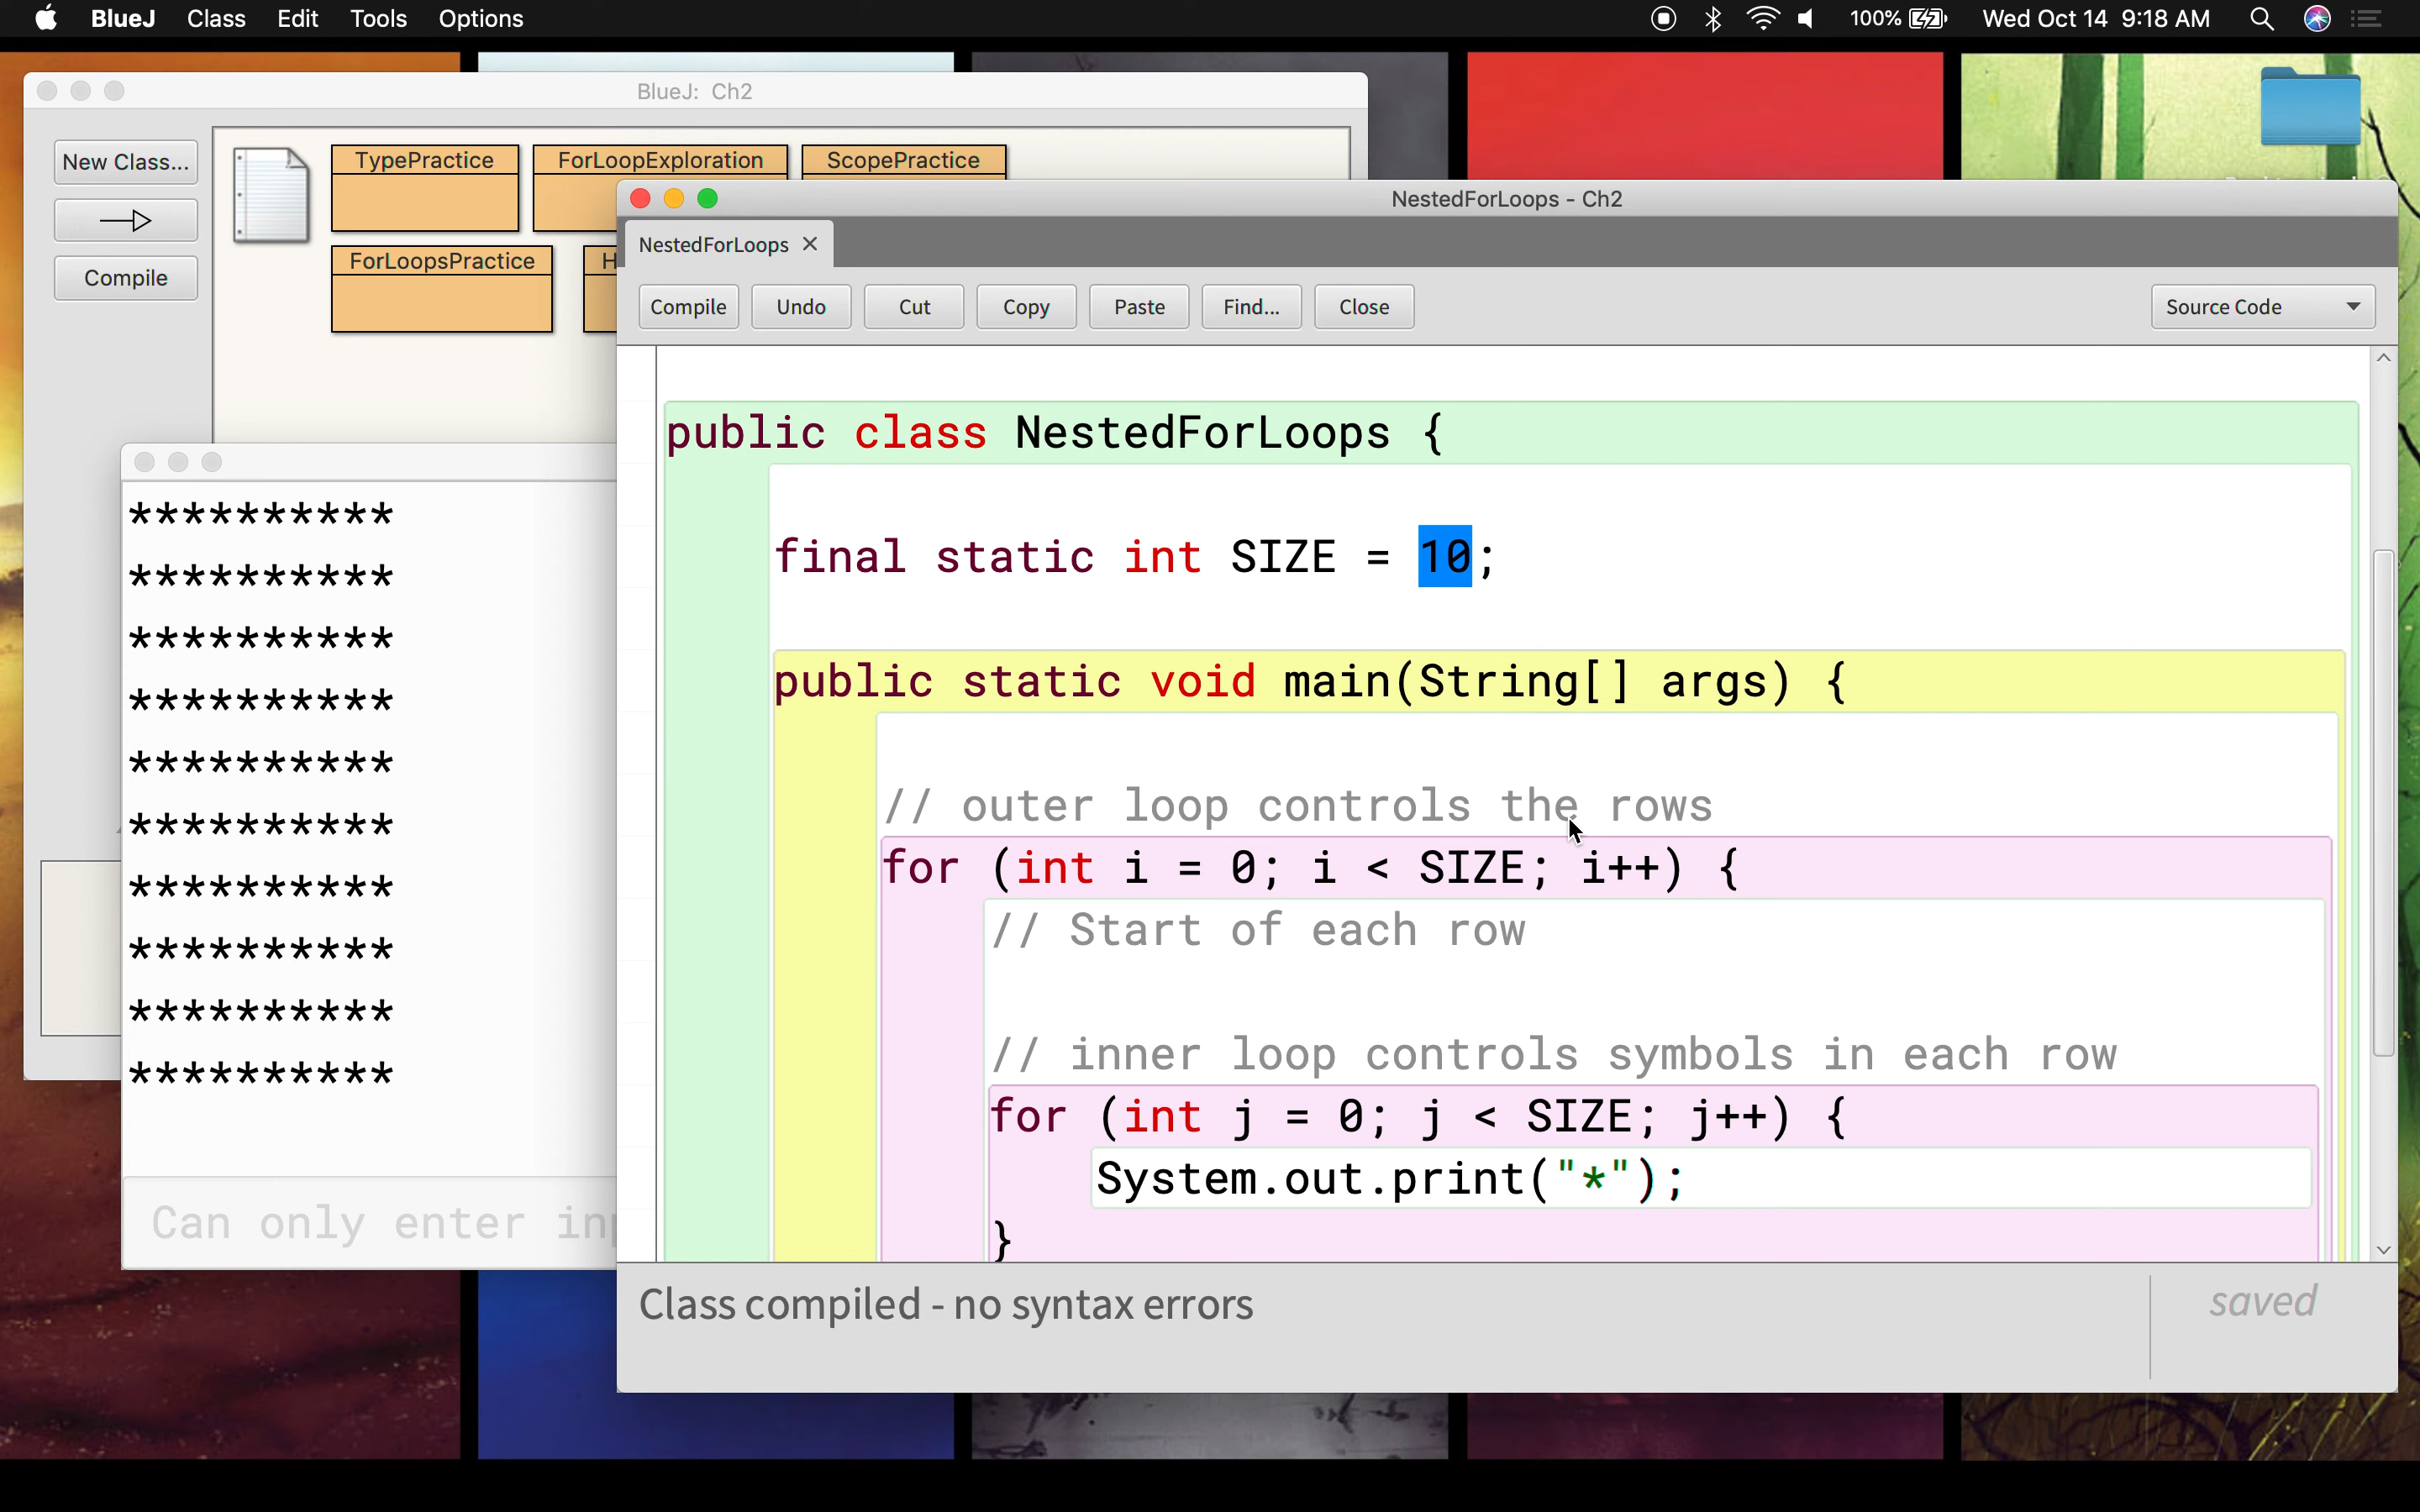 BlueJ Class Edit Tools Options 100% Wed Oct 14 9:18 AM
BlueJ: Ch2
New Class...
Compile
TypePractice
ForLoopExploration
ScopePractice
ForLoopsPractice
H
NestedForLoops - Ch2
NestedForLoops
Compile Undo Cut Copy Paste Find... Close Source Code
public class NestedForLoops {
final static int SIZE = 10;
public static void main(String[] args) {
// outer loop controls the rows
for (int i = 0; i < SIZE; i++) {
// Start of each row
// inner loop controls symbols in each row
for (int j = 0; j < SIZE; j++) {
System.out.print("*");
}
Class compiled - no syntax errors
saved
**********
**********
**********
**********
**********
**********
**********
**********
**********
**********
Can only enter